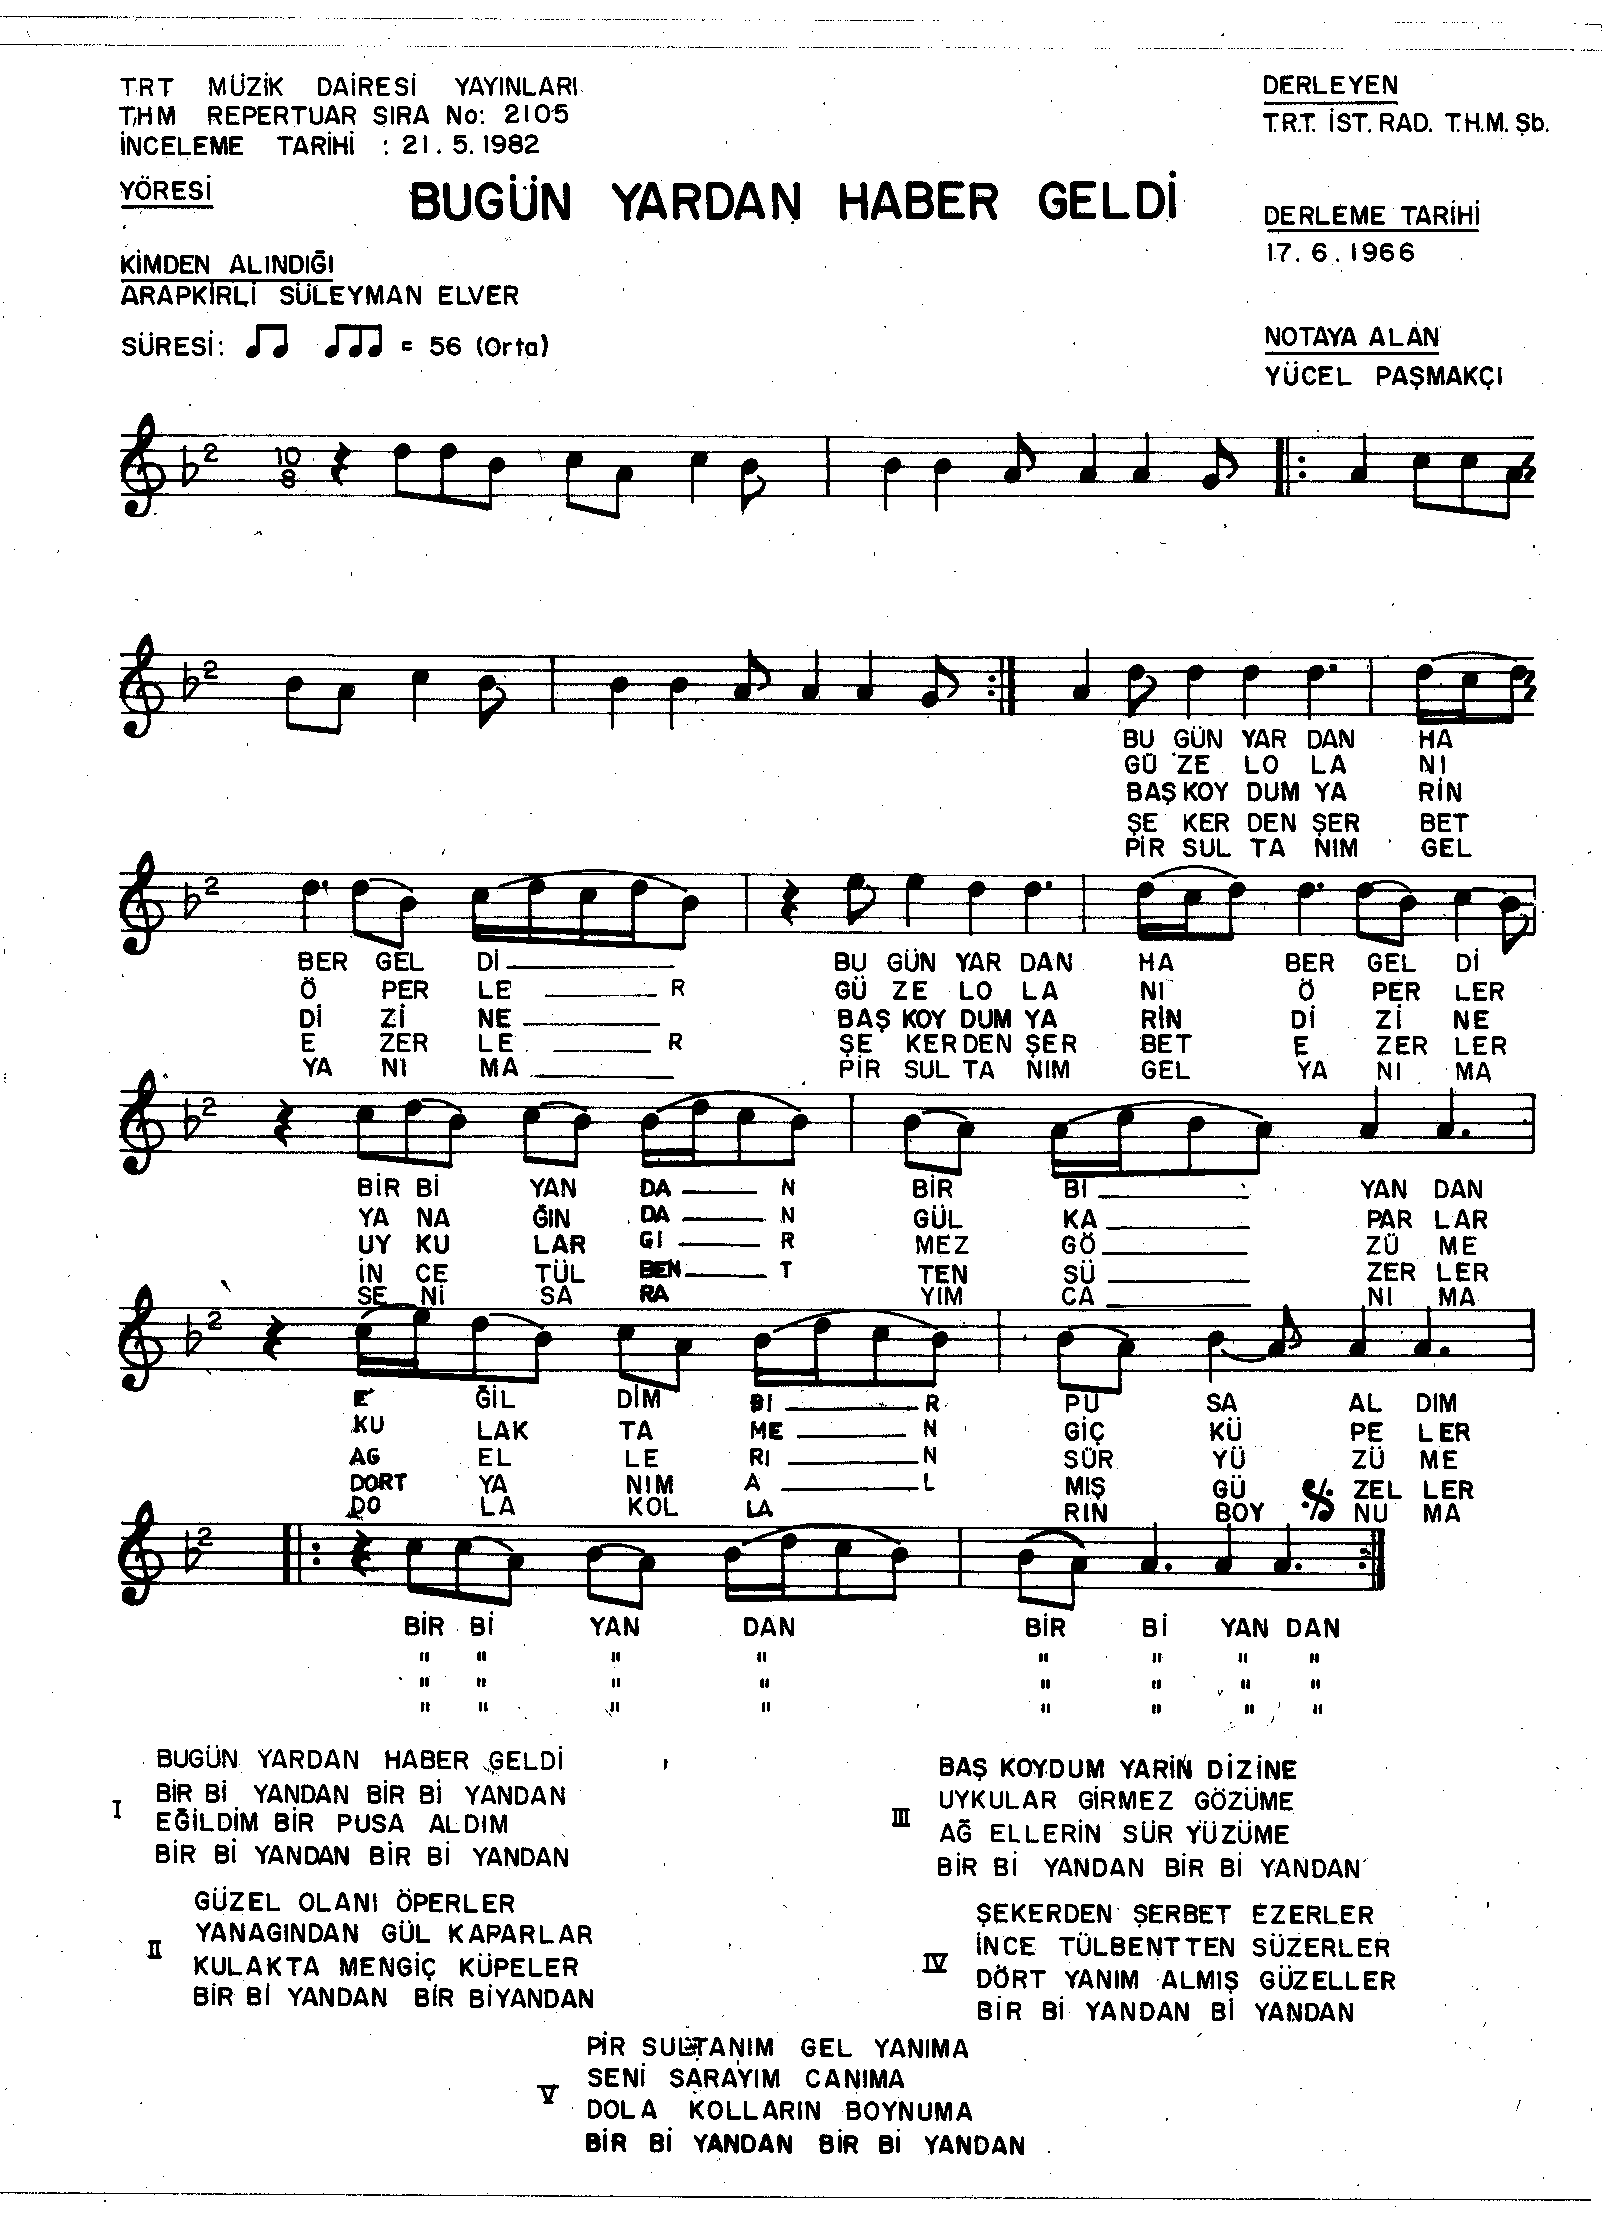 TRT MÜZİK DAİRESİ YAYINLARI
THM REPERTUAR SIRA No: 2105
İNCELEME TARİHİ : 21.5.1982
DERLEYEN
T.R.T. İST. RAD. T.H.M. Şb.
YÖRESİ
BUGÜN YARDAN HABER GELDİ
DERLEME TARİHİ
17.6.1966
KİMDEN ALINDIĞI
ARAPKİRLİ SÜLEYMAN ELVER
SÜRESİ: = 56 (Orta)
NOTAYA ALAN
YÜCEL PAŞMAKÇI
2 10 8
2
BU GÜN YAR DAN HA
GÜ ZE LO LA NI
BAŞ KOY DUM YA RİN
ŞE KER DEN ŞER BET
PİR SUL TA NIM GEL
2
BER GEL Dİ BU GÜN YAR DAN HA BER GEL Dİ
Ö PER LE R GÜ ZE LO LA NI Ö PER LER
Dİ Zİ NE BAŞ KOY DUM YA RİN Dİ Zİ NE
E ZER LE R ŞE KER DEN ŞER BET E ZER LER
YA NI MA PİR SUL TA NIM GEL YA NI MA
2
BİR Bİ YAN DA N BİR Bİ YAN DAN
YA NA ĞIN DA N GÜL KA PAR LAR
UY KU LAR Gİ R MEZ GÖ ZÜ ME
İN CE TÜL BEN T TEN SÜ ZER LER
SE Nİ SA RA YIM CA NI MA
2
E ĞİL DİM Bİ R PU SA AL DIM
KU LAK TA ME N GİÇ KÜ PE LER
AG EL LE Rİ N SÜR YÜ ZÜ ME
DORT YA NIM A L MIŞ GÜ ZEL LER
DO LA KOL LA RIN BOY NU MA
2
BİR Bİ YAN DAN BİR Bİ YAN DAN
" " " " " " " "
" " " " " " " "
" " " " " " " "
I
BUGÜN YARDAN HABER GELDİ
BİR Bİ YANDAN BİR Bİ YANDAN
EĞİLDİM BİR PUSA ALDIM
BİR Bİ YANDAN BİR Bİ YANDAN
II
GÜZEL OLANI ÖPERLER
YANAGINDAN GÜL KAPARLAR
KULAKTA MENGİÇ KÜPELER
BİR Bİ YANDAN BİR BİYANDAN
III
BAŞ KOYDUM YARİN DİZİNE
UYKULAR GİRMEZ GÖZÜME
AĞ ELLERİN SÜR YÜZÜME
BİR Bİ YANDAN BİR Bİ YANDAN
IV
ŞEKERDEN ŞERBET EZERLER
İNCE TÜLBENTTEN SÜZERLER
DÖRT YANIM ALMIŞ GÜZELLER
BİR Bİ YANDAN Bİ YANDAN
V
PİR SULTANIM GEL YANIMA
SENİ SARAYIM CANIMA
DOLA KOLLARIN BOYNUMA
BİR Bİ YANDAN BİR Bİ YANDAN